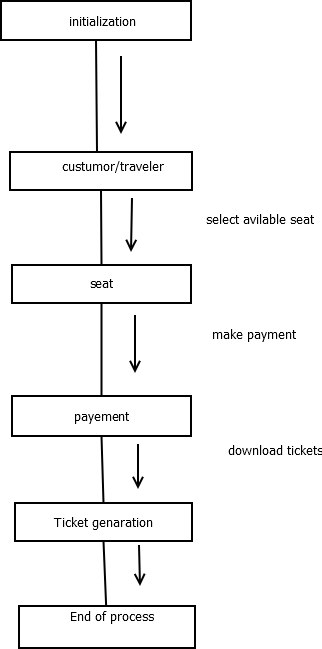 initialization
custumor/traveler
select avilable seat
seat
make payment
payement
download tickets
Ticket genaration
End of process